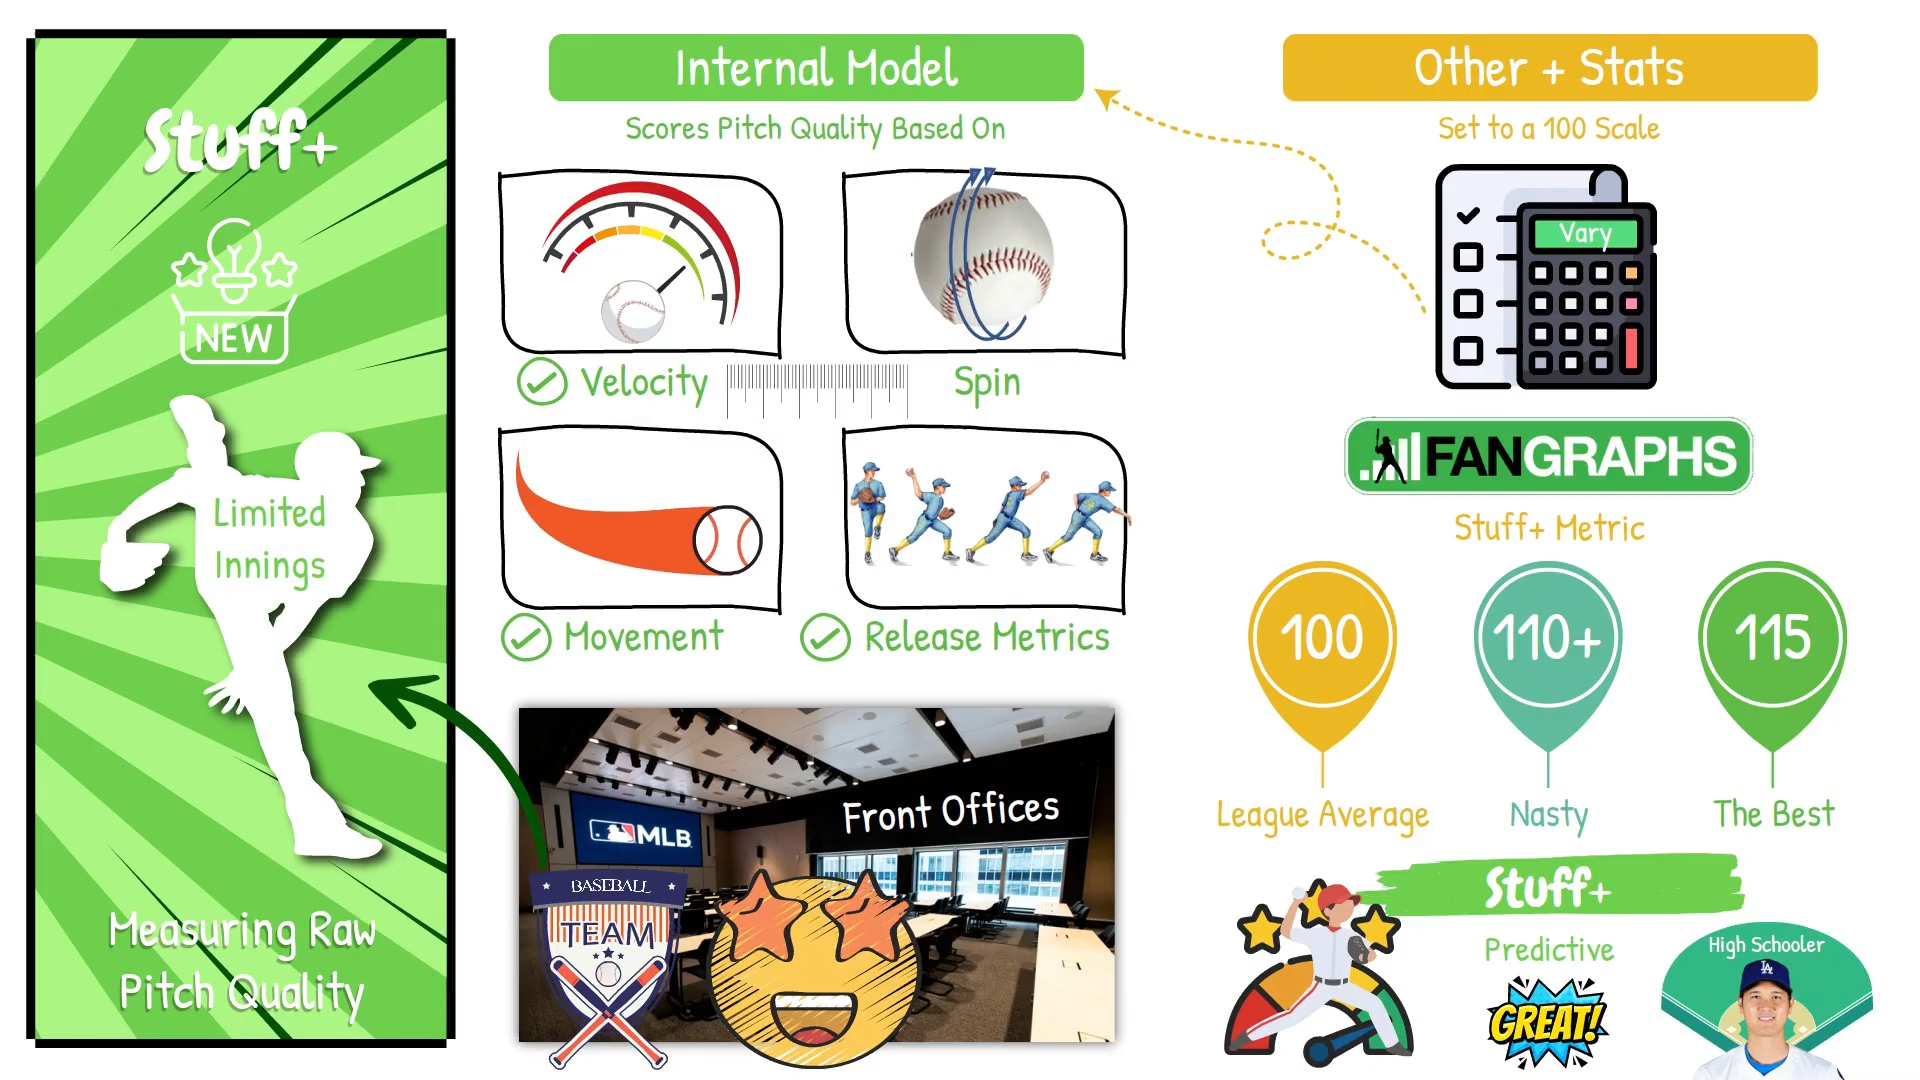 Stuff+
NEW
Limited
Innings
Measuring Raw
Pitch Quality
Internal Model
Scores Pitch Quality Based On
Velocity
Spin
Movement
Release Metrics
Front Offices
MLB
BASEBALL
TEAM
Other + Stats
Set to a 100 Scale
Vary
FANGRAPHS
Stuff+ Metric
100
110+
115
League Average
Nasty
The Best
Stuff+
Predictive
GREAT!
High Schooler
LA